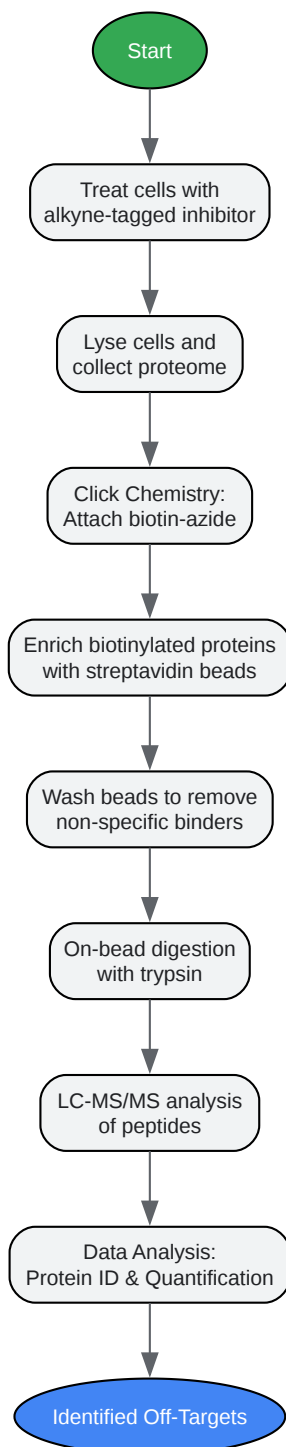 Start
Treat cells with
alkyne-tagged inhibitor
Lyse cells and
collect proteome
Click Chemistry:
Attach biotin-azide
Enrich biotinylated proteins
with streptavidin beads
Wash beads to remove
non-specific binders
On-bead digestion
with trypsin
LC-MS/MS analysis
of peptides
Data Analysis:
Protein ID & Quantification
Identified Off-Targets